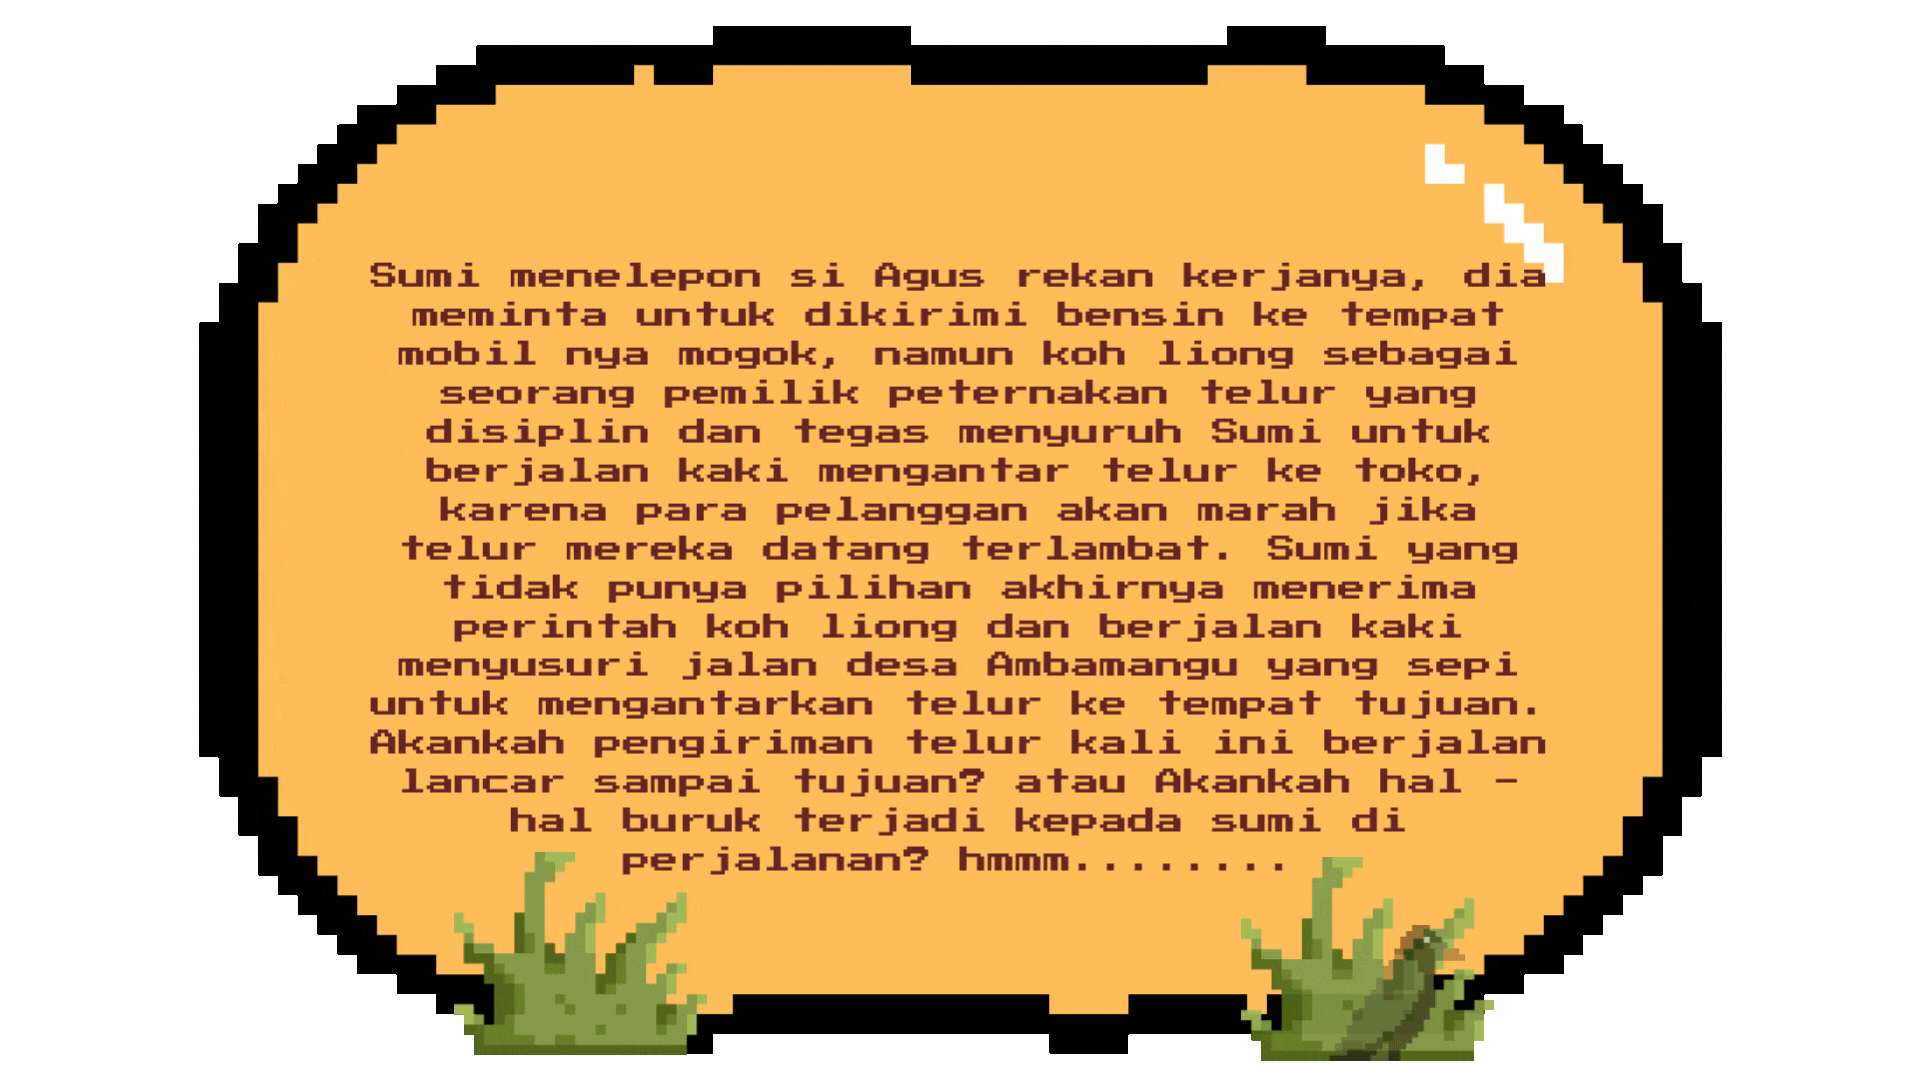 Sumi menelepon si Agus rekan kerjanya, dia
meminta untuk dikirimi bensin ke tempat
mobil nya mogok, namun koh liong sebagai
seorang pemilik peternakan telur yang
disiplin dan tegas menyuruh Sumi untuk
berjalan kaki mengantar telur ke toko,
karena para pelanggan akan marah jika
telur mereka datang terlambat. Sumi yang
tidak punya pilihan akhirnya menerima
perintah koh liong dan berjalan kaki
menyusuri jalan desa Ambamangu yang sepi
untuk mengantarkan telur ke tempat tujuan.
Akankah pengiriman telur kali ini berjalan
lancar sampai tujuan? atau Akankah hal -
hal buruk terjadi kepada sumi di
perjalanan? hmmm........